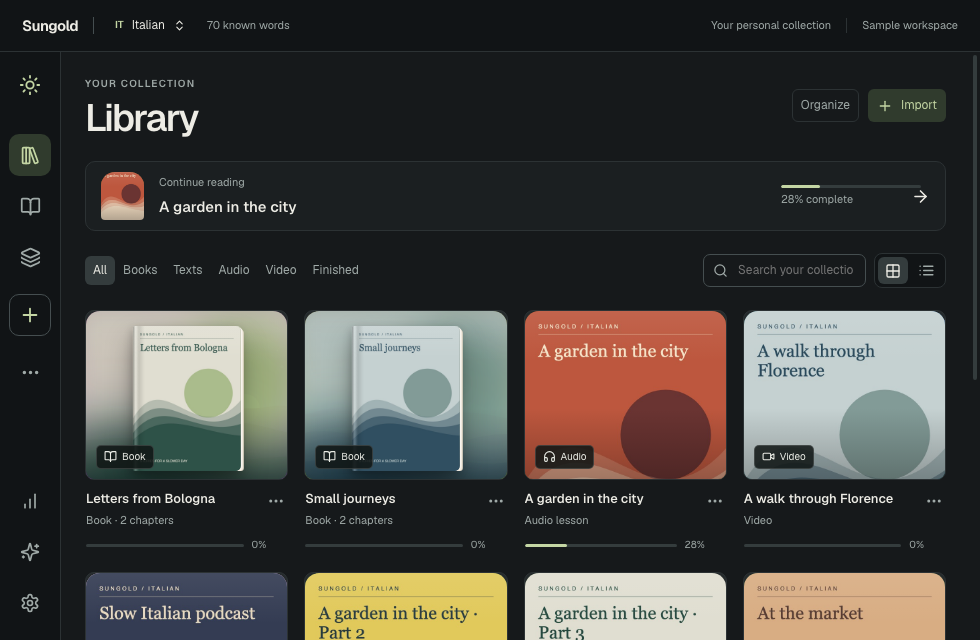 Sungold
IT Italian
70 known words
Your personal collection
Sample workspace
YOUR COLLECTION
Library
Organize
Import
Continue reading
A garden in the city
28% complete
All
Books
Texts
Audio
Video
Finished
Search your collectio
SUNGOLD / ITALIAN
Letters from Bologna
Book
SUNGOLD / ITALIAN
Small journeys
Book
SUNGOLD / ITALIAN
A garden in the city
Audio
SUNGOLD / ITALIAN
A walk through
Florence
Video
Letters from Bologna
Book · 2 chapters
0%
Small journeys
Book · 2 chapters
0%
A garden in the city
Audio lesson
28%
A walk through Florence
Video
0%
SUNGOLD / ITALIAN
Slow Italian podcast
SUNGOLD / ITALIAN
A garden in the city ·
Part 2
SUNGOLD / ITALIAN
A garden in the city ·
Part 3
SUNGOLD / ITALIAN
At the market